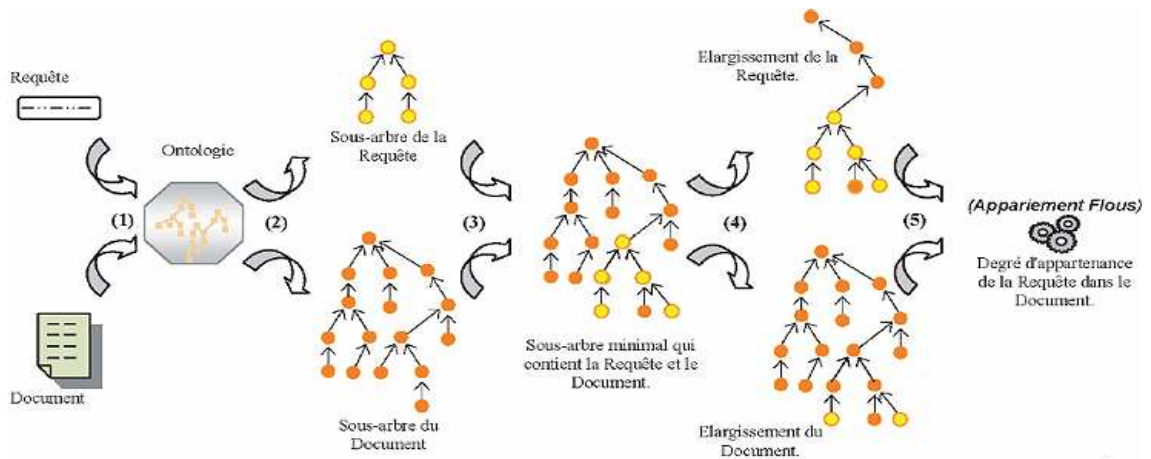 Requête
Ontologie
Document
(1)
(2)
Sous-arbre de la
Requête
Sous-arbre du
Document
(3)
Sous-arbre minimal qui
contient la Requête et le
Document.
(4)
Elargissement de la
Requête.
Elargissement du
Document.
(5)
(Appariement Flous)
Degré d'appartenance
de la Requête dans le
Document.